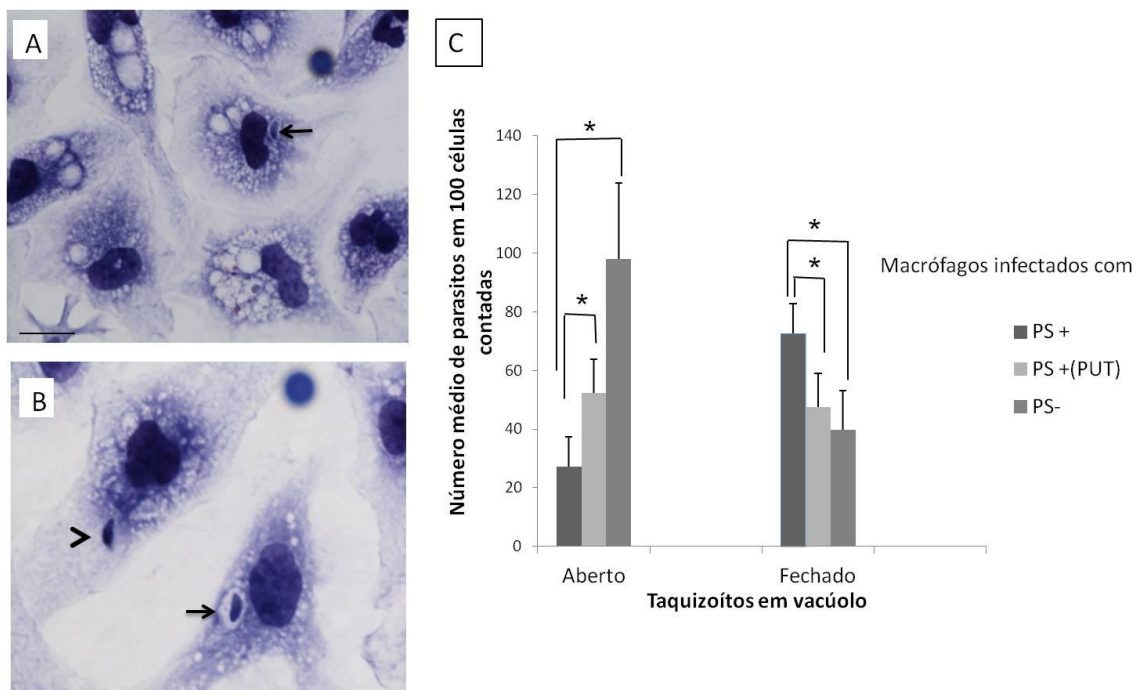 A
B
C
Número médio de parasitos em 100 células
contadas
140
120
100
80
60
40
20
0
*
*
*
*
Aberto
Fechado
Taquizoítos em vacúolo
Macrófagos infectados com
PS +
PS +(PUT)
PS-